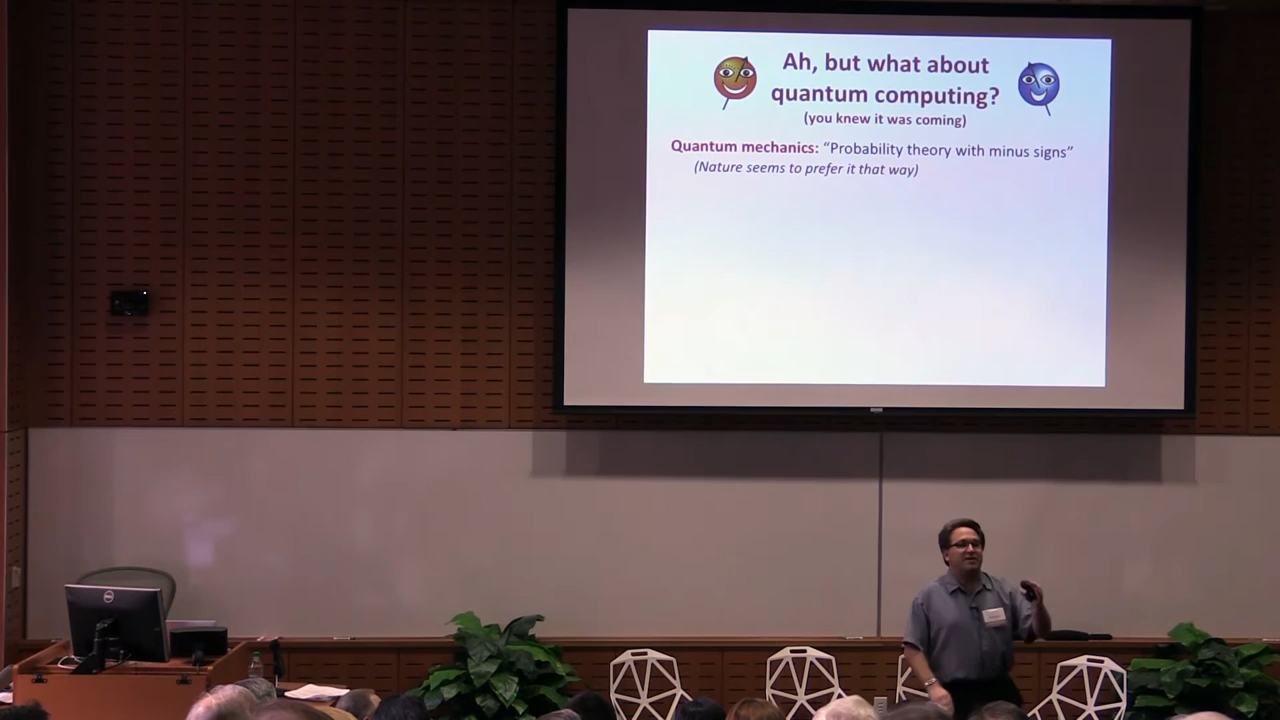 Ah, but what about
quantum computing?
(you knew it was coming)
Quantum mechanics: “Probability theory with minus signs”
(Nature seems to prefer it that way)